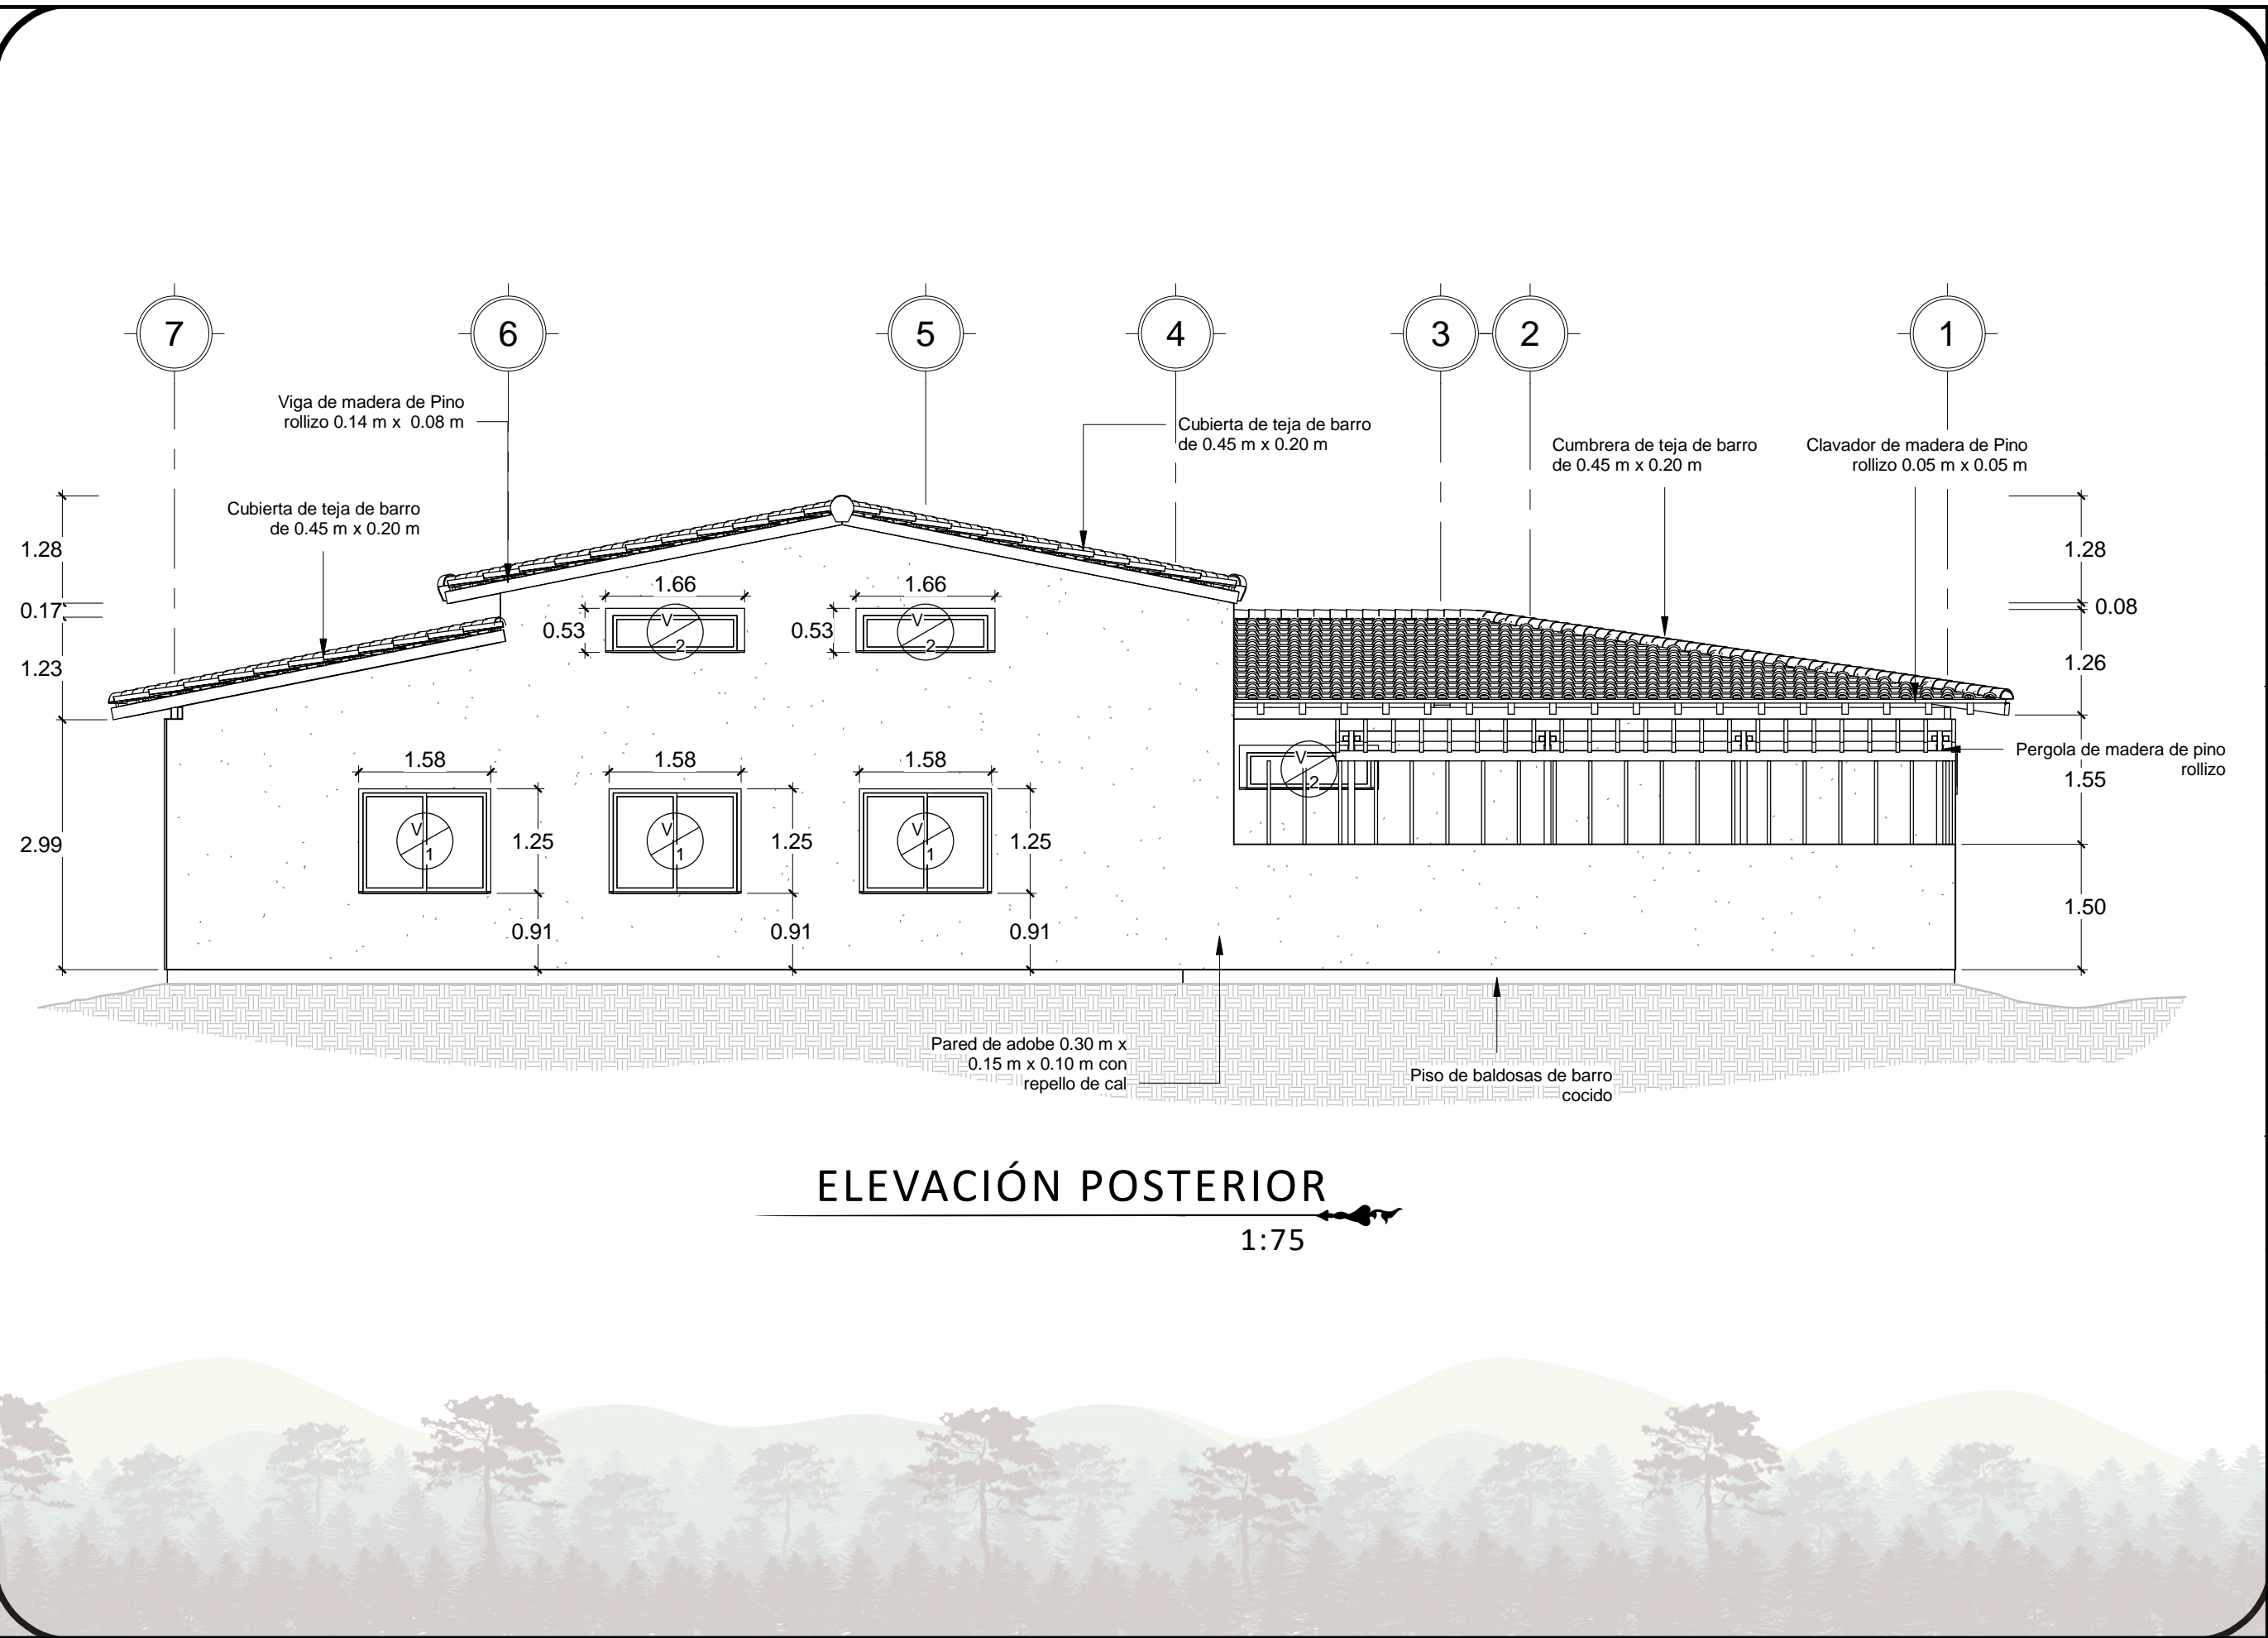 7
6
5
4
3
2
1
Viga de madera de Pino
rollizo 0.14 m x 0.08 m
Cubierta de teja de barro
de 0.45 m x 0.20 m
Cumbrera de teja de barro
de 0.45 m x 0.20 m
Clavador de madera de Pino
rollizo 0.05 m x 0.05 m
Cubierta de teja de barro
de 0.45 m x 0.20 m
1.28
0.17
1.23
2.99
1.28
0.08
1.26
1.55
1.50
1.66
0.53
V
2
1.66
0.53
V
2
V
2
Pergola de madera de pino
rollizo
1.58
V
1
1.25
0.91
1.58
V
1
1.25
0.91
1.58
V
1
1.25
0.91
Pared de adobe 0.30 m x
0.15 m x 0.10 m con
repello de cal
Piso de baldosas de barro
cocido
ELEVACIÓN POSTERIOR
1:75